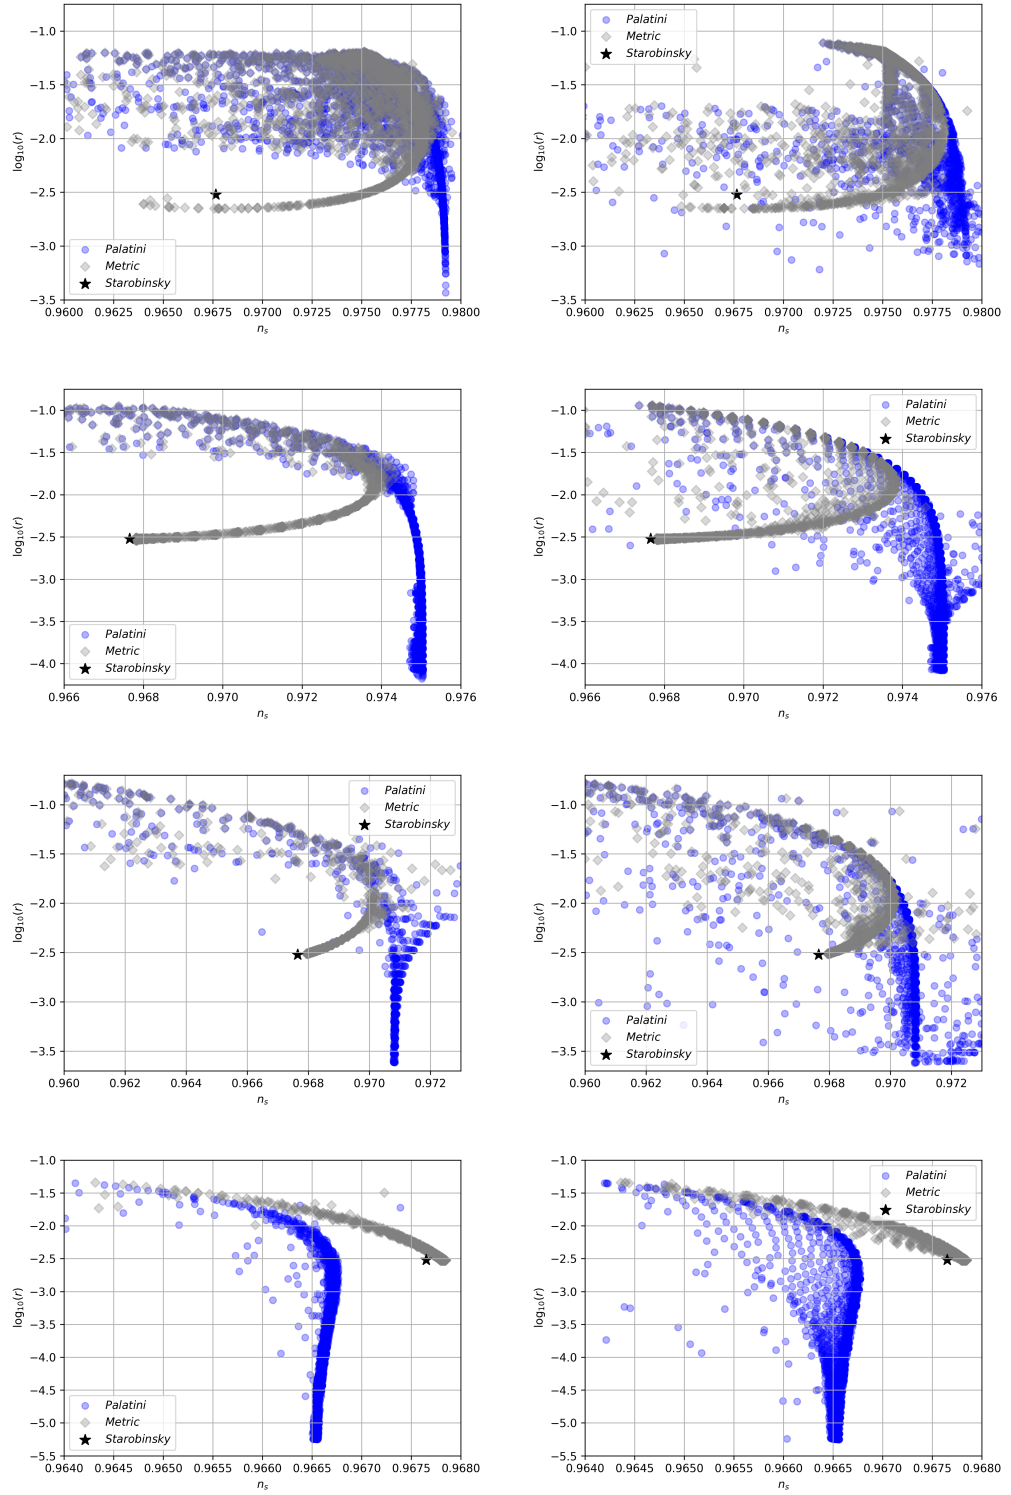 −1.0
−1.5
−2.0
−2.5
−3.0
−3.5
log₁₀(r)
Palatini
Metric
Starobinsky
0.9600 0.9625 0.9650 0.9675 0.9700 0.9725 0.9750 0.9775 0.9800
nₛ
−1.0
−1.5
−2.0
−2.5
−3.0
−3.5
log₁₀(r)
Palatini
Metric
Starobinsky
0.9600 0.9625 0.9650 0.9675 0.9700 0.9725 0.9750 0.9775 0.9800
nₛ
−1.0
−1.5
−2.0
−2.5
−3.0
−3.5
−4.0
log₁₀(r)
Palatini
Metric
Starobinsky
0.966 0.968 0.970 0.972 0.974 0.976
nₛ
−1.0
−1.5
−2.0
−2.5
−3.0
−3.5
−4.0
log₁₀(r)
Palatini
Metric
Starobinsky
0.966 0.968 0.970 0.972 0.974 0.976
nₛ
−1.0
−1.5
−2.0
−2.5
−3.0
−3.5
log₁₀(r)
Palatini
Metric
Starobinsky
0.960 0.962 0.964 0.966 0.968 0.970 0.972
nₛ
−1.0
−1.5
−2.0
−2.5
−3.0
−3.5
log₁₀(r)
Palatini
Metric
Starobinsky
0.960 0.962 0.964 0.966 0.968 0.970 0.972
nₛ
−1.0
−1.5
−2.0
−2.5
−3.0
−3.5
−4.0
−4.5
−5.0
−5.5
log₁₀(r)
Palatini
Metric
Starobinsky
0.9640 0.9645 0.9650 0.9655 0.9660 0.9665 0.9670 0.9675 0.9680
nₛ
−1.0
−1.5
−2.0
−2.5
−3.0
−3.5
−4.0
−4.5
−5.0
−5.5
log₁₀(r)
Palatini
Metric
Starobinsky
0.9640 0.9645 0.9650 0.9655 0.9660 0.9665 0.9670 0.9675 0.9680
nₛ